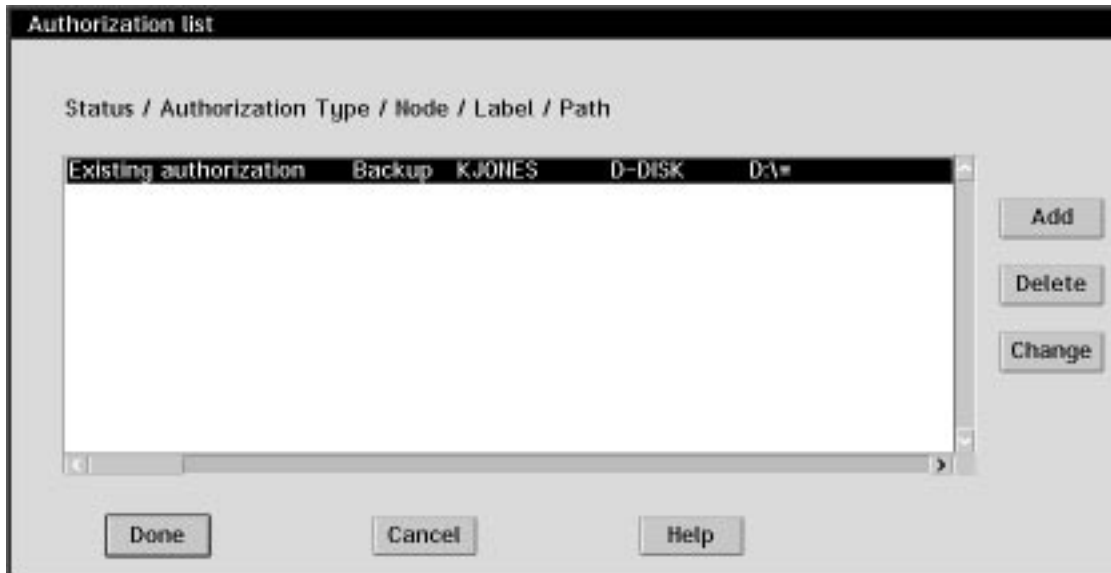 Authorization list
Status / Authorization Type / Node / Label / Path
Existing authorization Backup KJONES D-DISK D:\=
Add
Delete
Change
Done Cancel Help